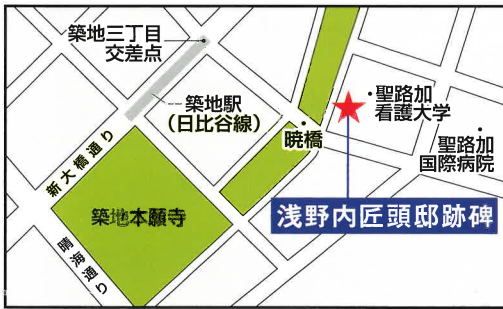 築地三丁目
交差点
築地駅
(日比谷線)
新大橋通り
築地本願寺
晴海通り
暁橋
聖路加
看護大学
聖路加
国際病院
浅野内匠頭邸跡碑